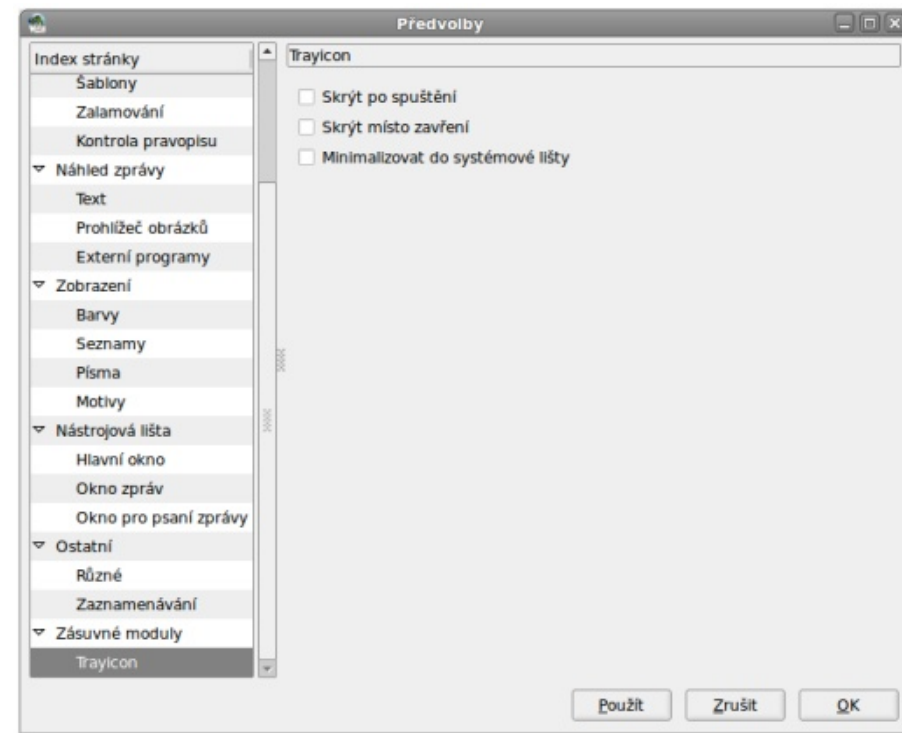 Předvolby
Index stránky
Šablony
Zalamování
Kontrola pravopisu
Náhled zprávy
Text
Prohlížeč obrázků
Externí programy
Zobrazení
Barvy
Seznamy
Písma
Motivy
Nástrojová lišta
Hlavní okno
Okno zpráv
Okno pro psaní zprávy
Ostatní
Různé
Zaznamenávání
Zásuvné moduly
Trayicon
Trayicon
Skrýt po spuštění
Skrýt místo zavření
Minimalizovat do systémové lišty
Použít Zrušit OK